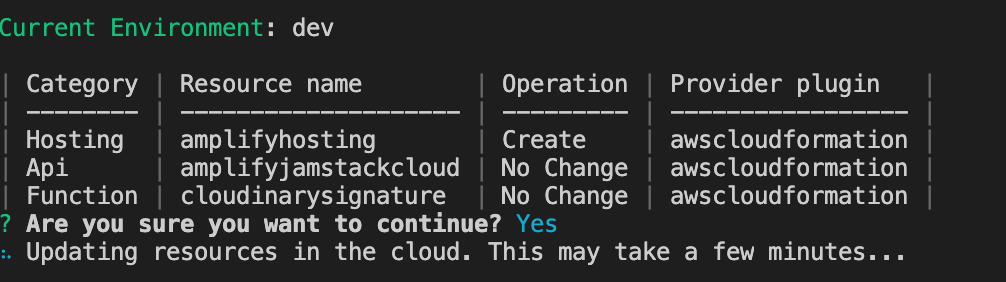 Current Environment: dev
| Category | Resource name | Operation | Provider plugin |
| -------- | -------------------- | --------- | ----------------- |
| Hosting | amplifyhosting | Create | awscloudformation |
| Api | amplifyjamstackcloud | No Change | awscloudformation |
| Function | cloudinarysignature | No Change | awscloudformation |
? Are you sure you want to continue? Yes
⠦ Updating resources in the cloud. This may take a few minutes...